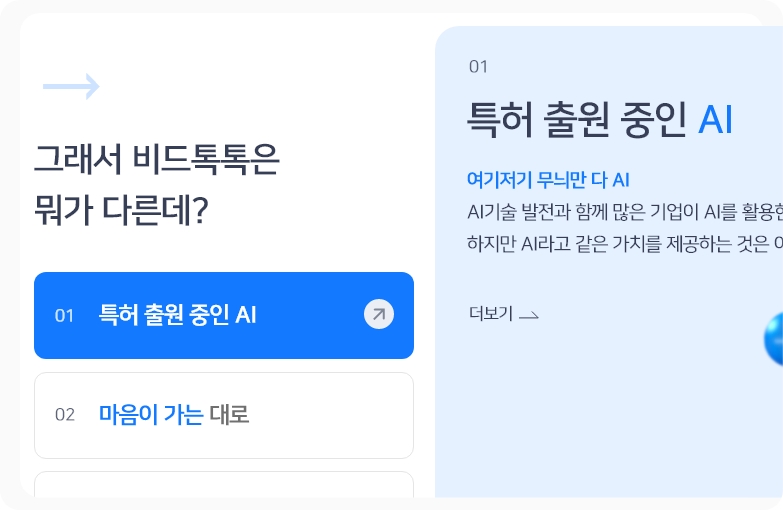 그래서 비드톡톡은
뭐가 다른데?
01 특허 출원 중인 AI
02 마음이 가는 대로
01
특허 출원 중인 AI
여기저기 무늬만 다 AI
AI기술 발전과 함께 많은 기업이 AI를
하지만 AI라고 같은 가치를 제공하는 것은
더보기